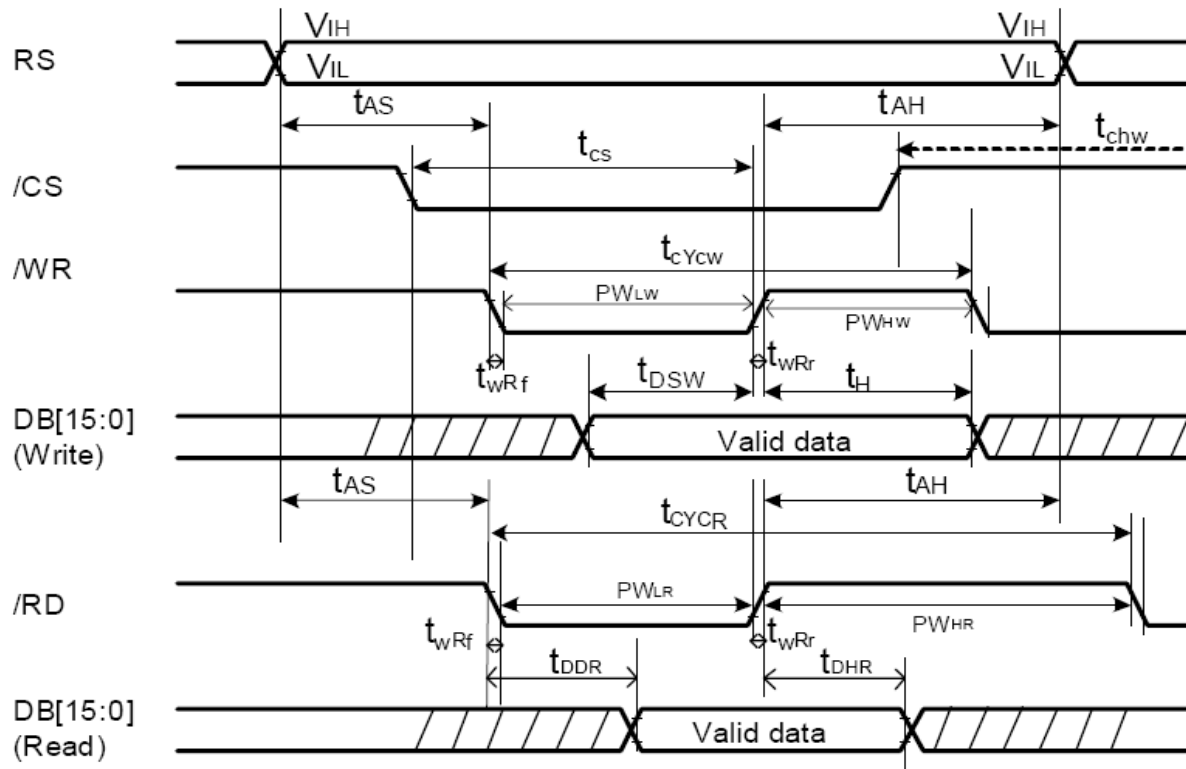 VIH VIH
RS
VIL VIL
tAS tAH
tchw
tcs
/CS
tcYcw
/WR
PWLW PWHW
twRf tDSW twRr tH
DB[15:0]
(Write)
Valid data
tAS tAH
tCYCR
/RD
PWLR PWHR
twRf twRr
tDDR tDHR
DB[15:0]
(Read)
Valid data